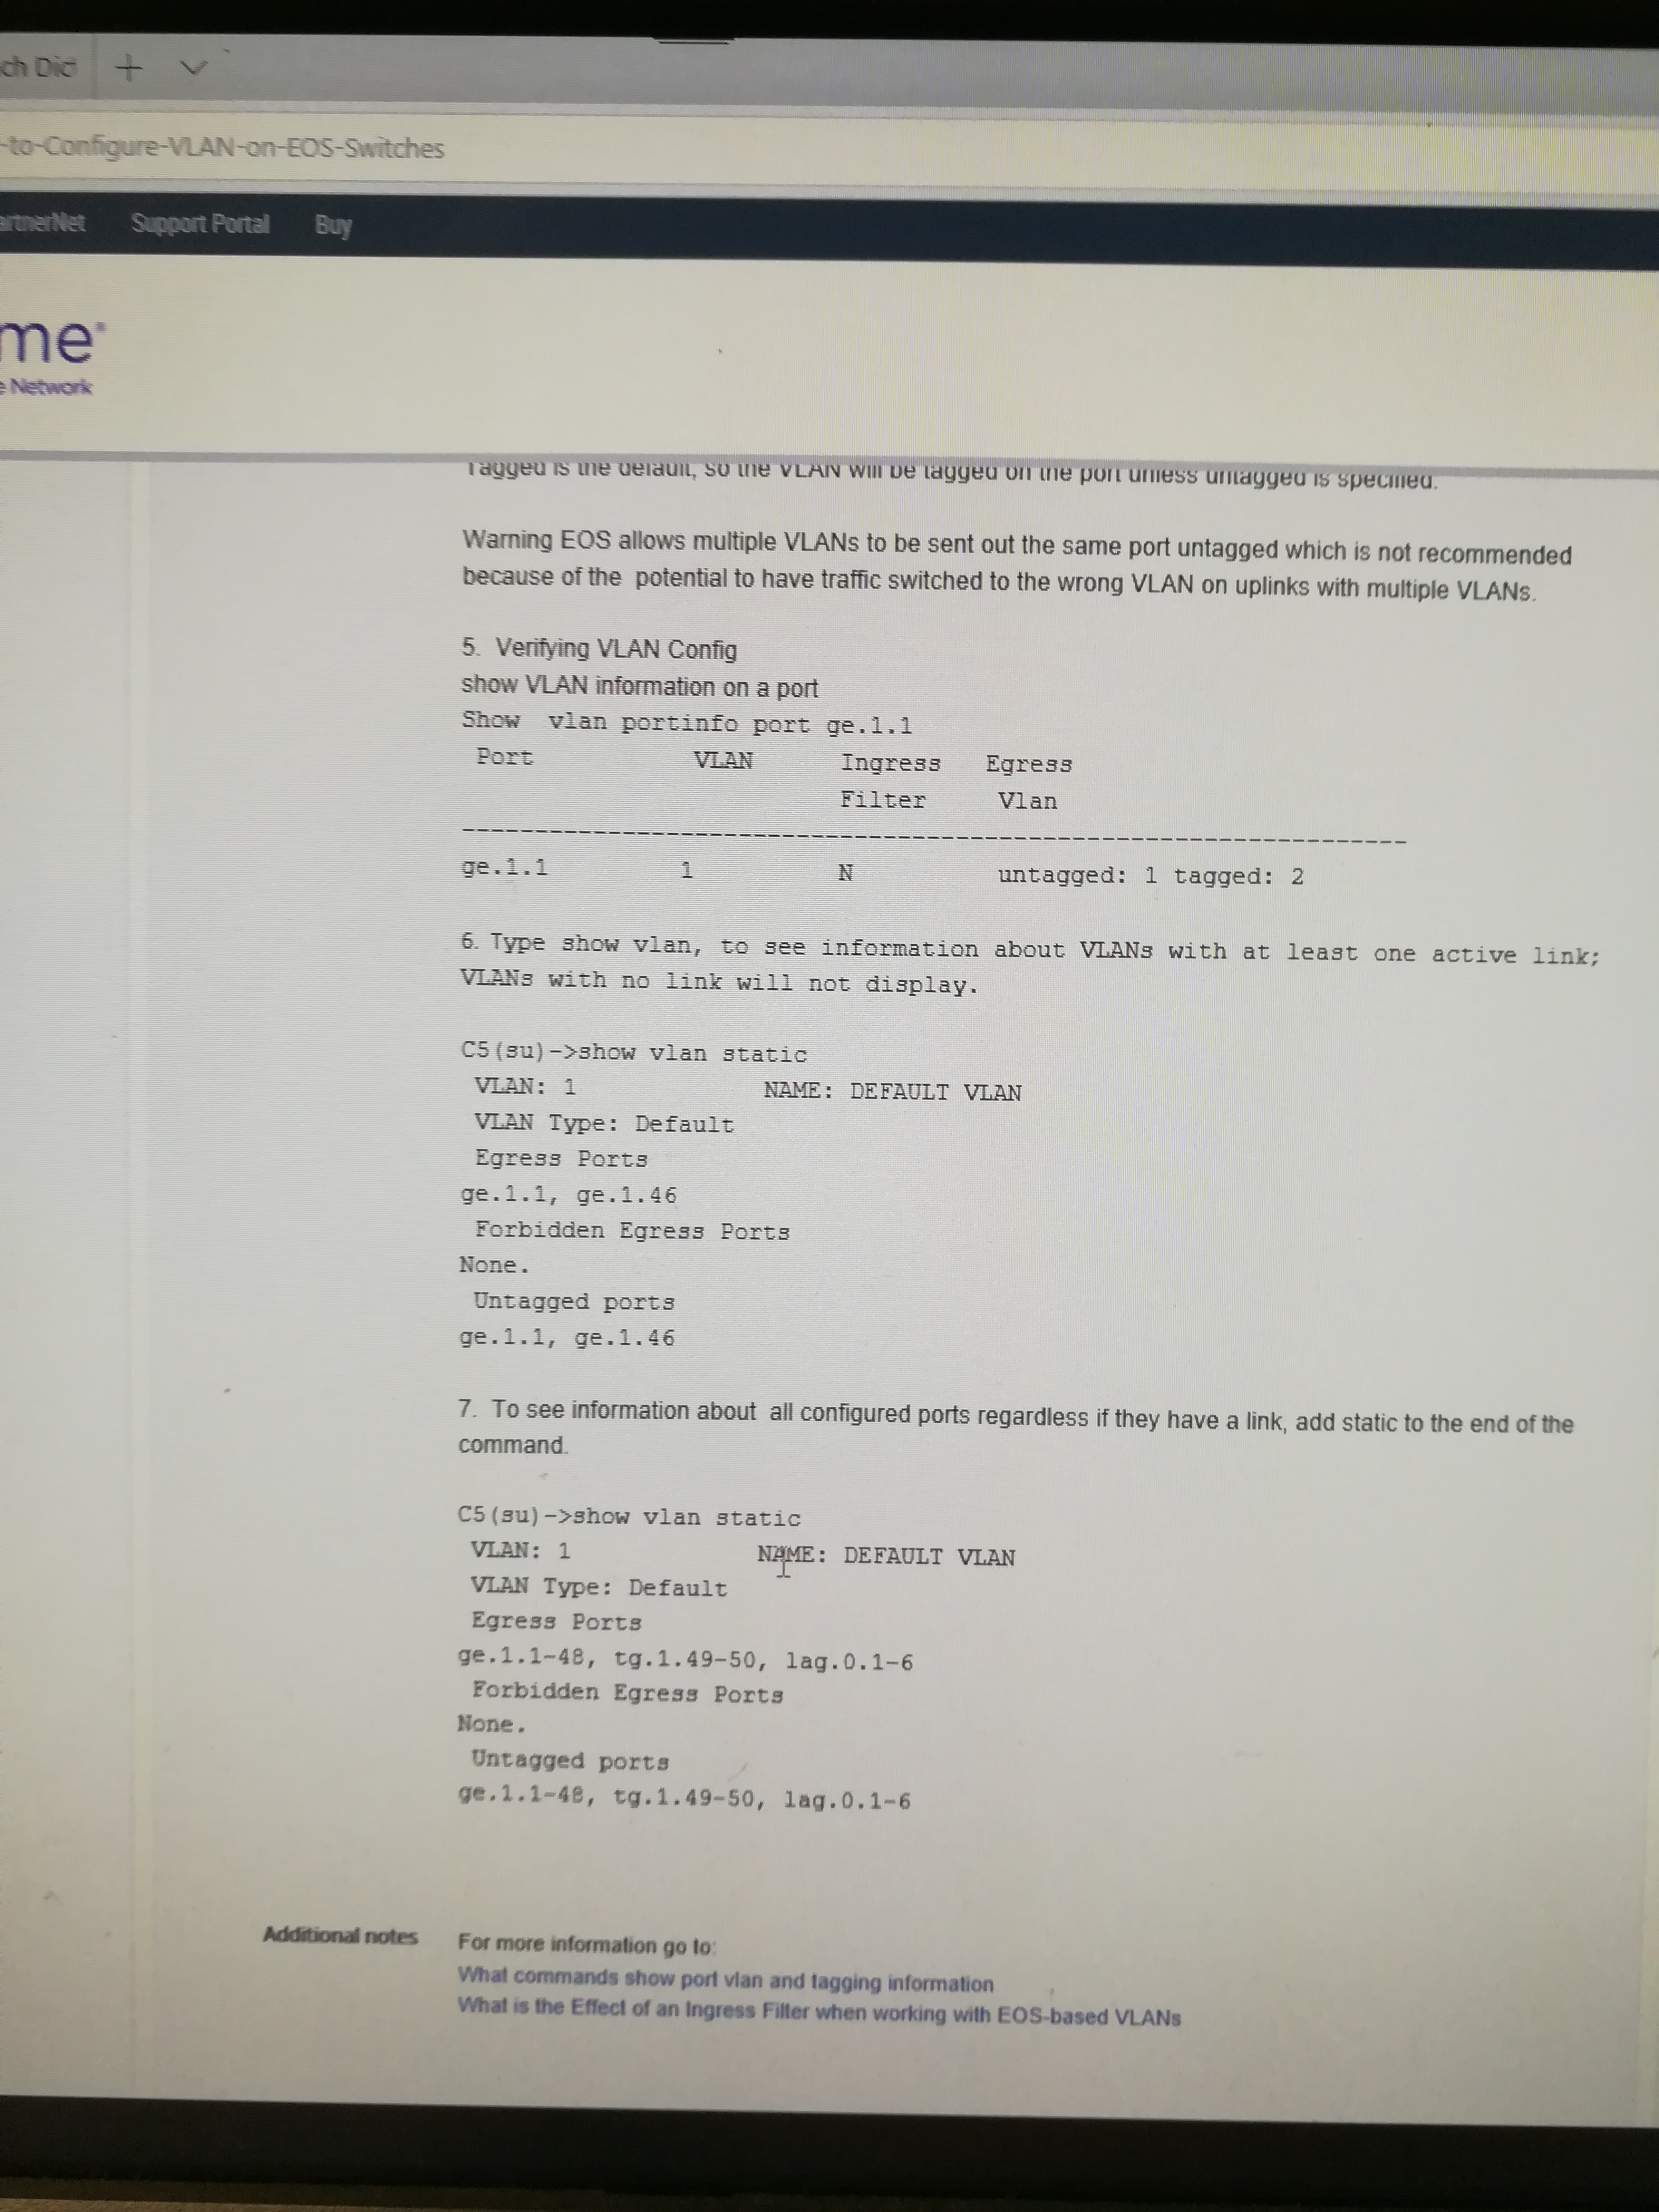 ch Did
-to-Configure-VLAN-on-EOS-Switches
artnerNet Support Portal Buy
me
e Network
Tagged is the default, so the VLAN will be tagged on the port unless untagged is specified.
Warning EOS allows multiple VLANs to be sent out the same port untagged which is not recommended
because of the potential to have traffic switched to the wrong VLAN on uplinks with multiple VLANs.
5. Verifying VLAN Config
show VLAN information on a port
Show vlan portinfo port ge.1.1
Port VLAN Ingress Egress
Filter Vlan
-----------------------------------------------------------------
ge.1.1 1 N untagged: 1 tagged: 2
6. Type show vlan, to see information about VLANs with at least one active link;
VLANs with no link will not display.
C5(su)->show vlan static
VLAN: 1 NAME: DEFAULT VLAN
VLAN Type: Default
Egress Ports
ge.1.1, ge.1.46
Forbidden Egress Ports
None.
Untagged ports
ge.1.1, ge.1.46
7. To see information about all configured ports regardless if they have a link, add static to the end of the
command.
C5(su)->show vlan static
VLAN: 1 NAME: DEFAULT VLAN
VLAN Type: Default
Egress Ports
ge.1.1-48, tg.1.49-50, lag.0.1-6
Forbidden Egress Ports
None.
Untagged ports
ge.1.1-48, tg.1.49-50, lag.0.1-6
Additional notes For more information go to:
What commands show port vlan and tagging information
What is the Effect of an Ingress Filter when working with EOS-based VLANs